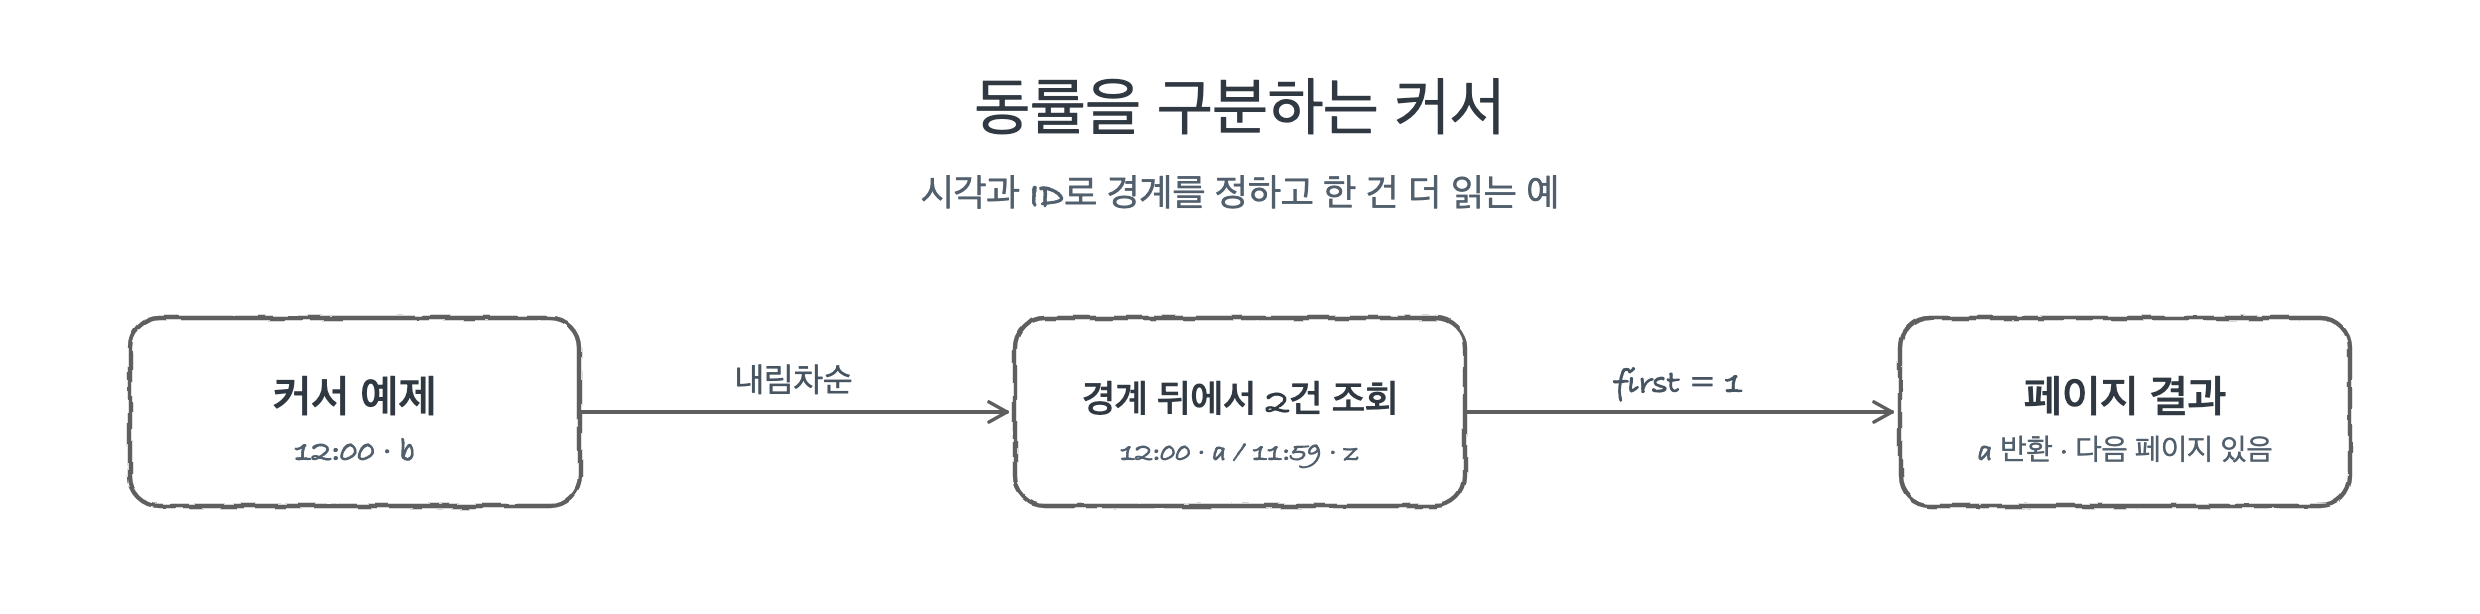 동률을 구분하는 커서
시각과 ID로 경계를 정하고 한 건 더 읽는 예
커서 예제
12:00 · b
내림차순
경계 뒤에서 2건 조회
12:00 · a / 11:59 · z
first = 1
페이지 결과
a 반환 · 다음 페이지 있음